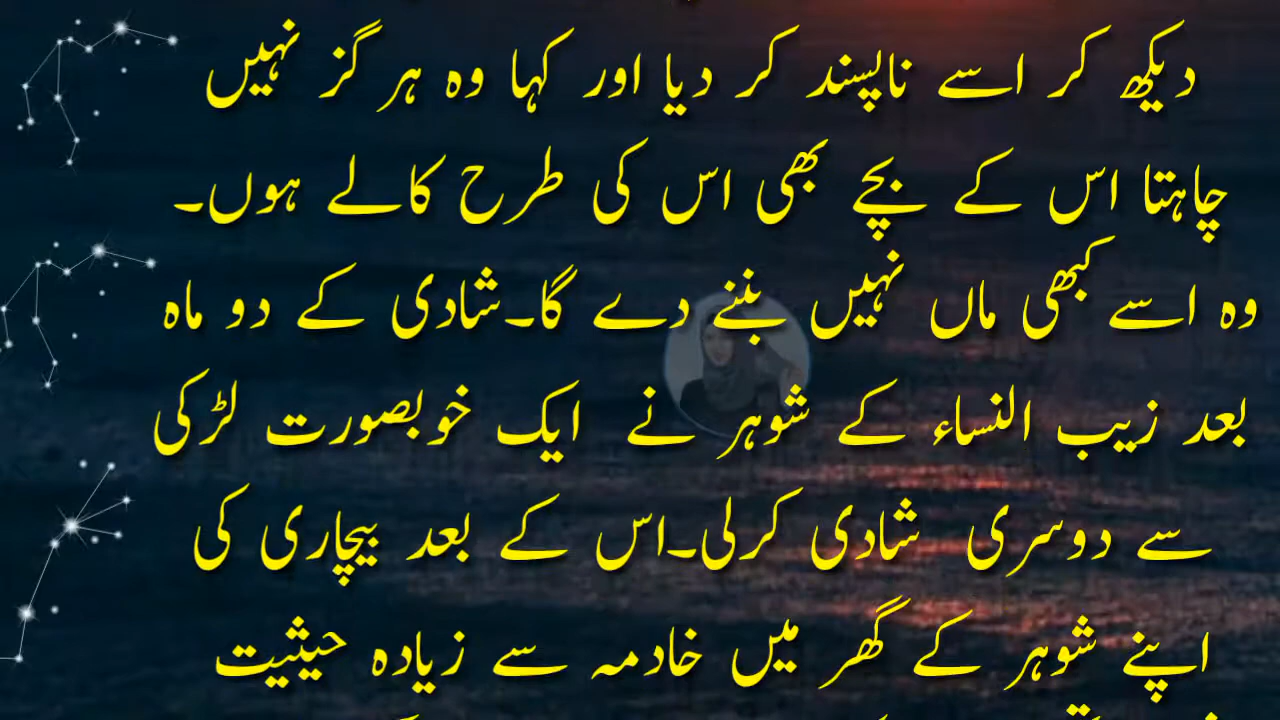 دیکھ کر اسے ناپسند کر دیا اور کہا وہ ہر گز نہیں
چاہتا اس کے بچے بھی اس کی طرح کالے ہوں۔
وہ اسے کبھی ماں نہیں بننے دے گا۔شادی کے دو ماہ
بعد زیب النساء کے شوہر نے ایک خوبصورت لڑکی
سے دوسری شادی کرلی۔اس کے بعد بیچاری کی
اپنے شوہر کے گھر میں خادمہ سے زیادہ حیثیت